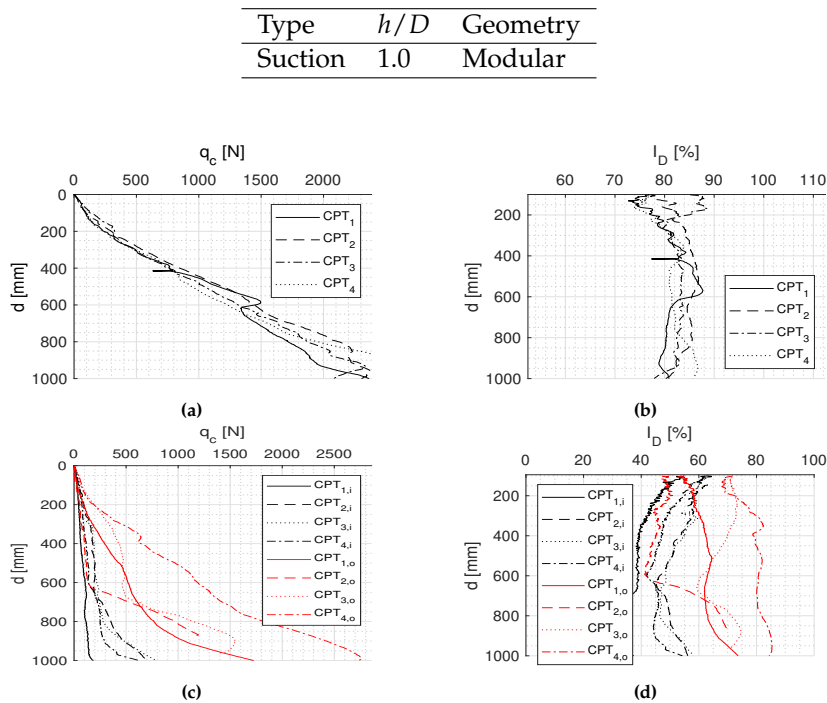 Type h/D Geometry
Suction 1.0 Modular
q_c [N]
0 500 1000 1500 2000
d [mm]
0
200
400
600
800
1000
CPT_1
CPT_2
CPT_3
CPT_4
(a)
I_D [%]
60 70 80 90 100 110
d [mm]
200
400
600
800
1000
CPT_1
CPT_2
CPT_3
CPT_4
(b)
q_c [N]
0 500 1000 1500 2000 2500
d [mm]
0
200
400
600
800
1000
CPT_1,i
CPT_2,i
CPT_3,i
CPT_4,i
CPT_1,o
CPT_2,o
CPT_3,o
CPT_4,o
(c)
I_D [%]
0 20 40 60 80 100
d [mm]
200
400
600
800
1000
CPT_1,i
CPT_2,i
CPT_3,i
CPT_4,i
CPT_1,o
CPT_2,o
CPT_3,o
CPT_4,o
(d)